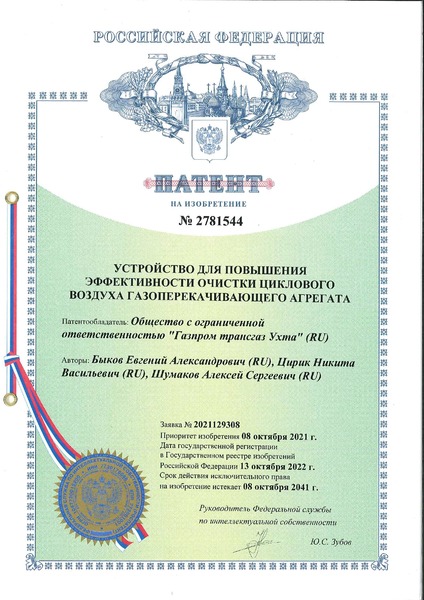 РОССИЙСКАЯ ФЕДЕРАЦИЯ
ПАТЕНТ
НА ИЗОБРЕТЕНИЕ
№ 2781544
УСТРОЙСТВО ДЛЯ ПОВЫШЕНИЯ
ЭФФЕКТИВНОСТИ ОЧИСТКИ ЦИКЛОВОГО
ВОЗДУХА ГАЗОПЕРЕКАЧИВАЮЩЕГО АГРЕГАТА
Патентообладатель: Общество с ограниченной
ответственностью "Газпром трансгаз Ухта" (RU)
Авторы: Быков Евгений Александрович (RU), Цирик Никита
Васильевич (RU), Шумаков Алексей Сергеевич (RU)
Заявка № 2021129308
Приоритет изобретения 08 октября 2021 г.
Дата государственной регистрации
в Государственном реестре изобретений
Российской Федерации 13 октября 2022 г.
Срок действия исключительного права
на изобретение истекает 08 октября 2041 г.
Руководитель Федеральной службы
по интеллектуальной собственности
Ю.С. Зубов